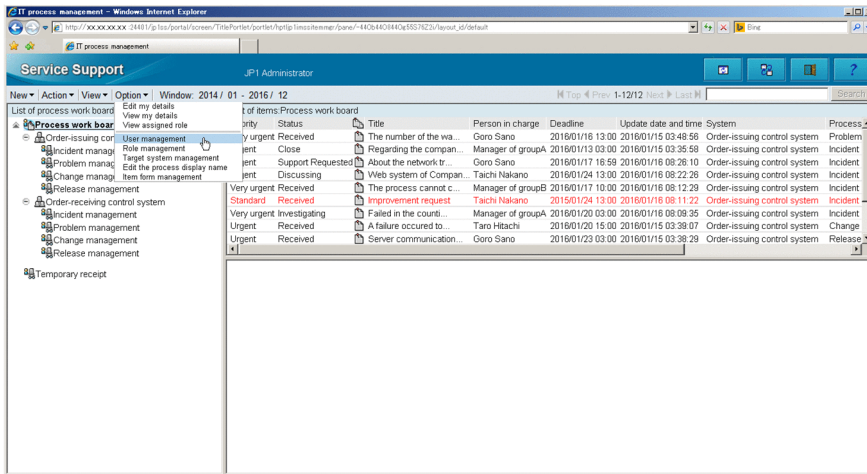 IT process management - Windows Internet Explorer
http://XX.XX.XX.XX:24401/jp1ss/portal/screen/TitlePortlet/portlet/
default
Bing
IT process management
Service Support
JP1 Administrator
?
New Action View Option Window: 2014 / 01 - 2016 / 12
Top Prev 1-12/12 Next Last
Search
List of process work board
t of items:Process work board
Edit my details
View my details
View assigned role
User management
Role management
Target system management
Edit the process display name
Item form management
Process work boar
Order-issuing con
Incident manag
Problem manag
Change manag
Release management
Order-receiving control system
Incident management
Problem management
Change management
Release management
Temporary receipt
ority Status Title Person in charge Deadline Update date and time System Process
ry urgent Received The number of the wa... Goro Sano 2016/01/16 13:00 2016/01/15 03:48:56 Order-issuing control system Problem
ent Close Regarding the compan... Manager of groupA 2016/01/13 03:00 2016/01/15 03:35:58 Order-issuing control system Incident
ent Support Requested About the network tr... Goro Sano 2016/01/17 16:59 2016/01/16 08:26:10 Order-issuing control system Incident
ent Discussing Web system of Compan... Taichi Nakano 2016/01/24 13:00 2016/01/16 08:22:26 Order-issuing control system Incident
Very urgent Received The process cannot c... Manager of groupB 2016/01/17 10:00 2016/01/16 08:12:29 Order-issuing control system Incident
Standard Received Improvement request Taichi Nakano 2015/01/24 13:00 2016/01/16 08:11:22 Order-issuing control system Incident
Very urgent Investigating Failed in the counti... Manager of groupA 2016/01/20 03:00 2016/01/16 08:09:35 Order-issuing control system Incident
Urgent Received A failure occured to... Taro Hitachi 2016/01/20 15:00 2016/01/15 03:39:07 Order-issuing control system Change
Urgent Received Server communication... Goro Sano 2016/01/23 03:00 2016/01/15 03:38:29 Order-issuing control system Release